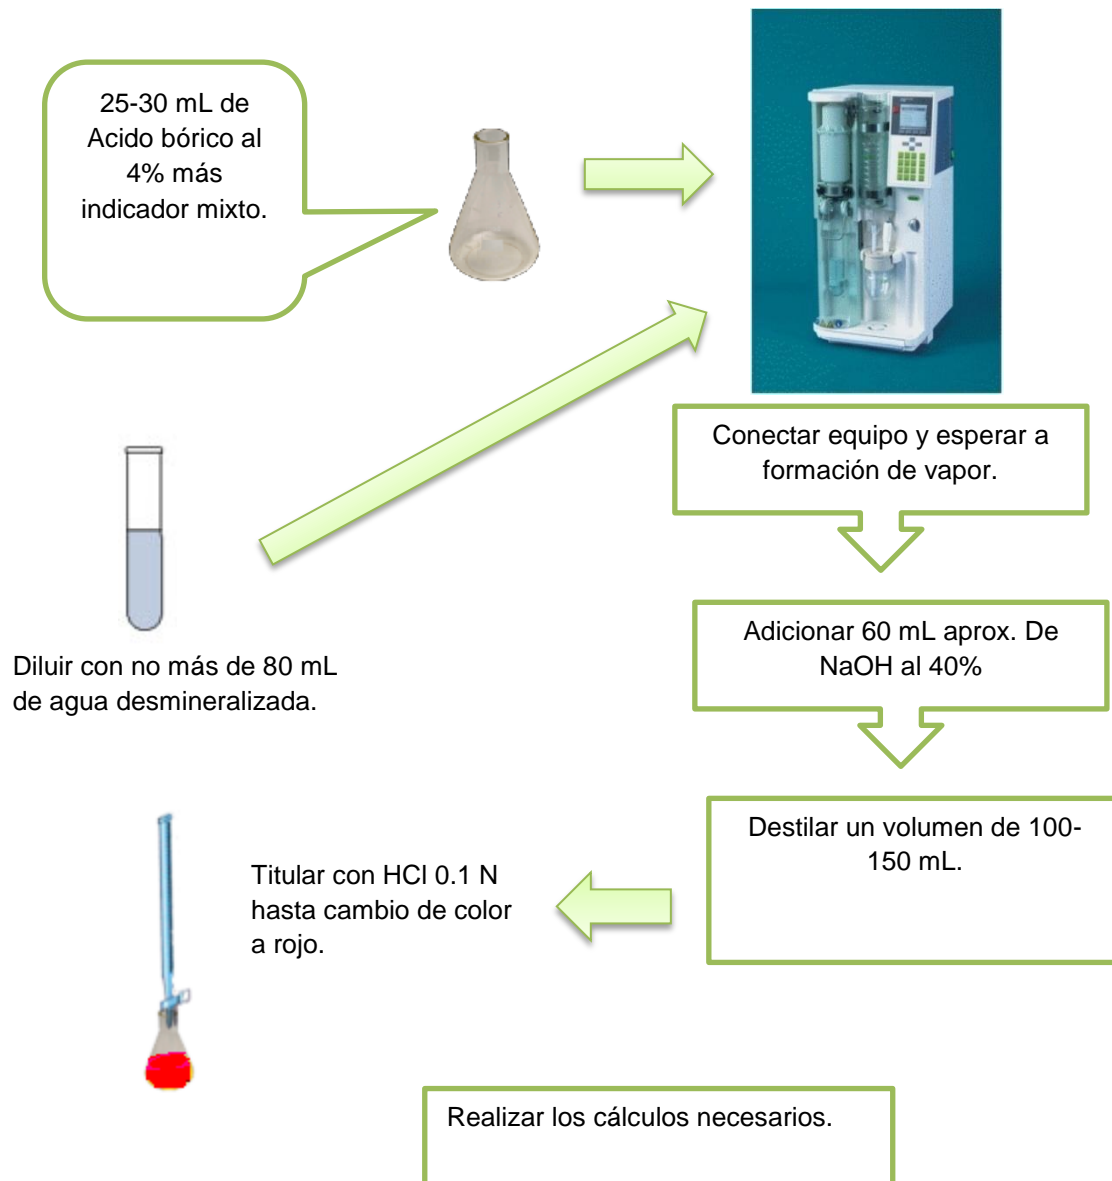 25-30 mL de
Acido bórico al
4% más
indicador mixto.
Conectar equipo y esperar a
formación de vapor.
Diluir con no más de 80 mL
de agua desmineralizada.
Adicionar 60 mL aprox. De
NaOH al 40%
Destilar un volumen de 100-
150 mL.
Titular con HCl 0.1 N
hasta cambio de color
a rojo.
Realizar los cálculos necesarios.